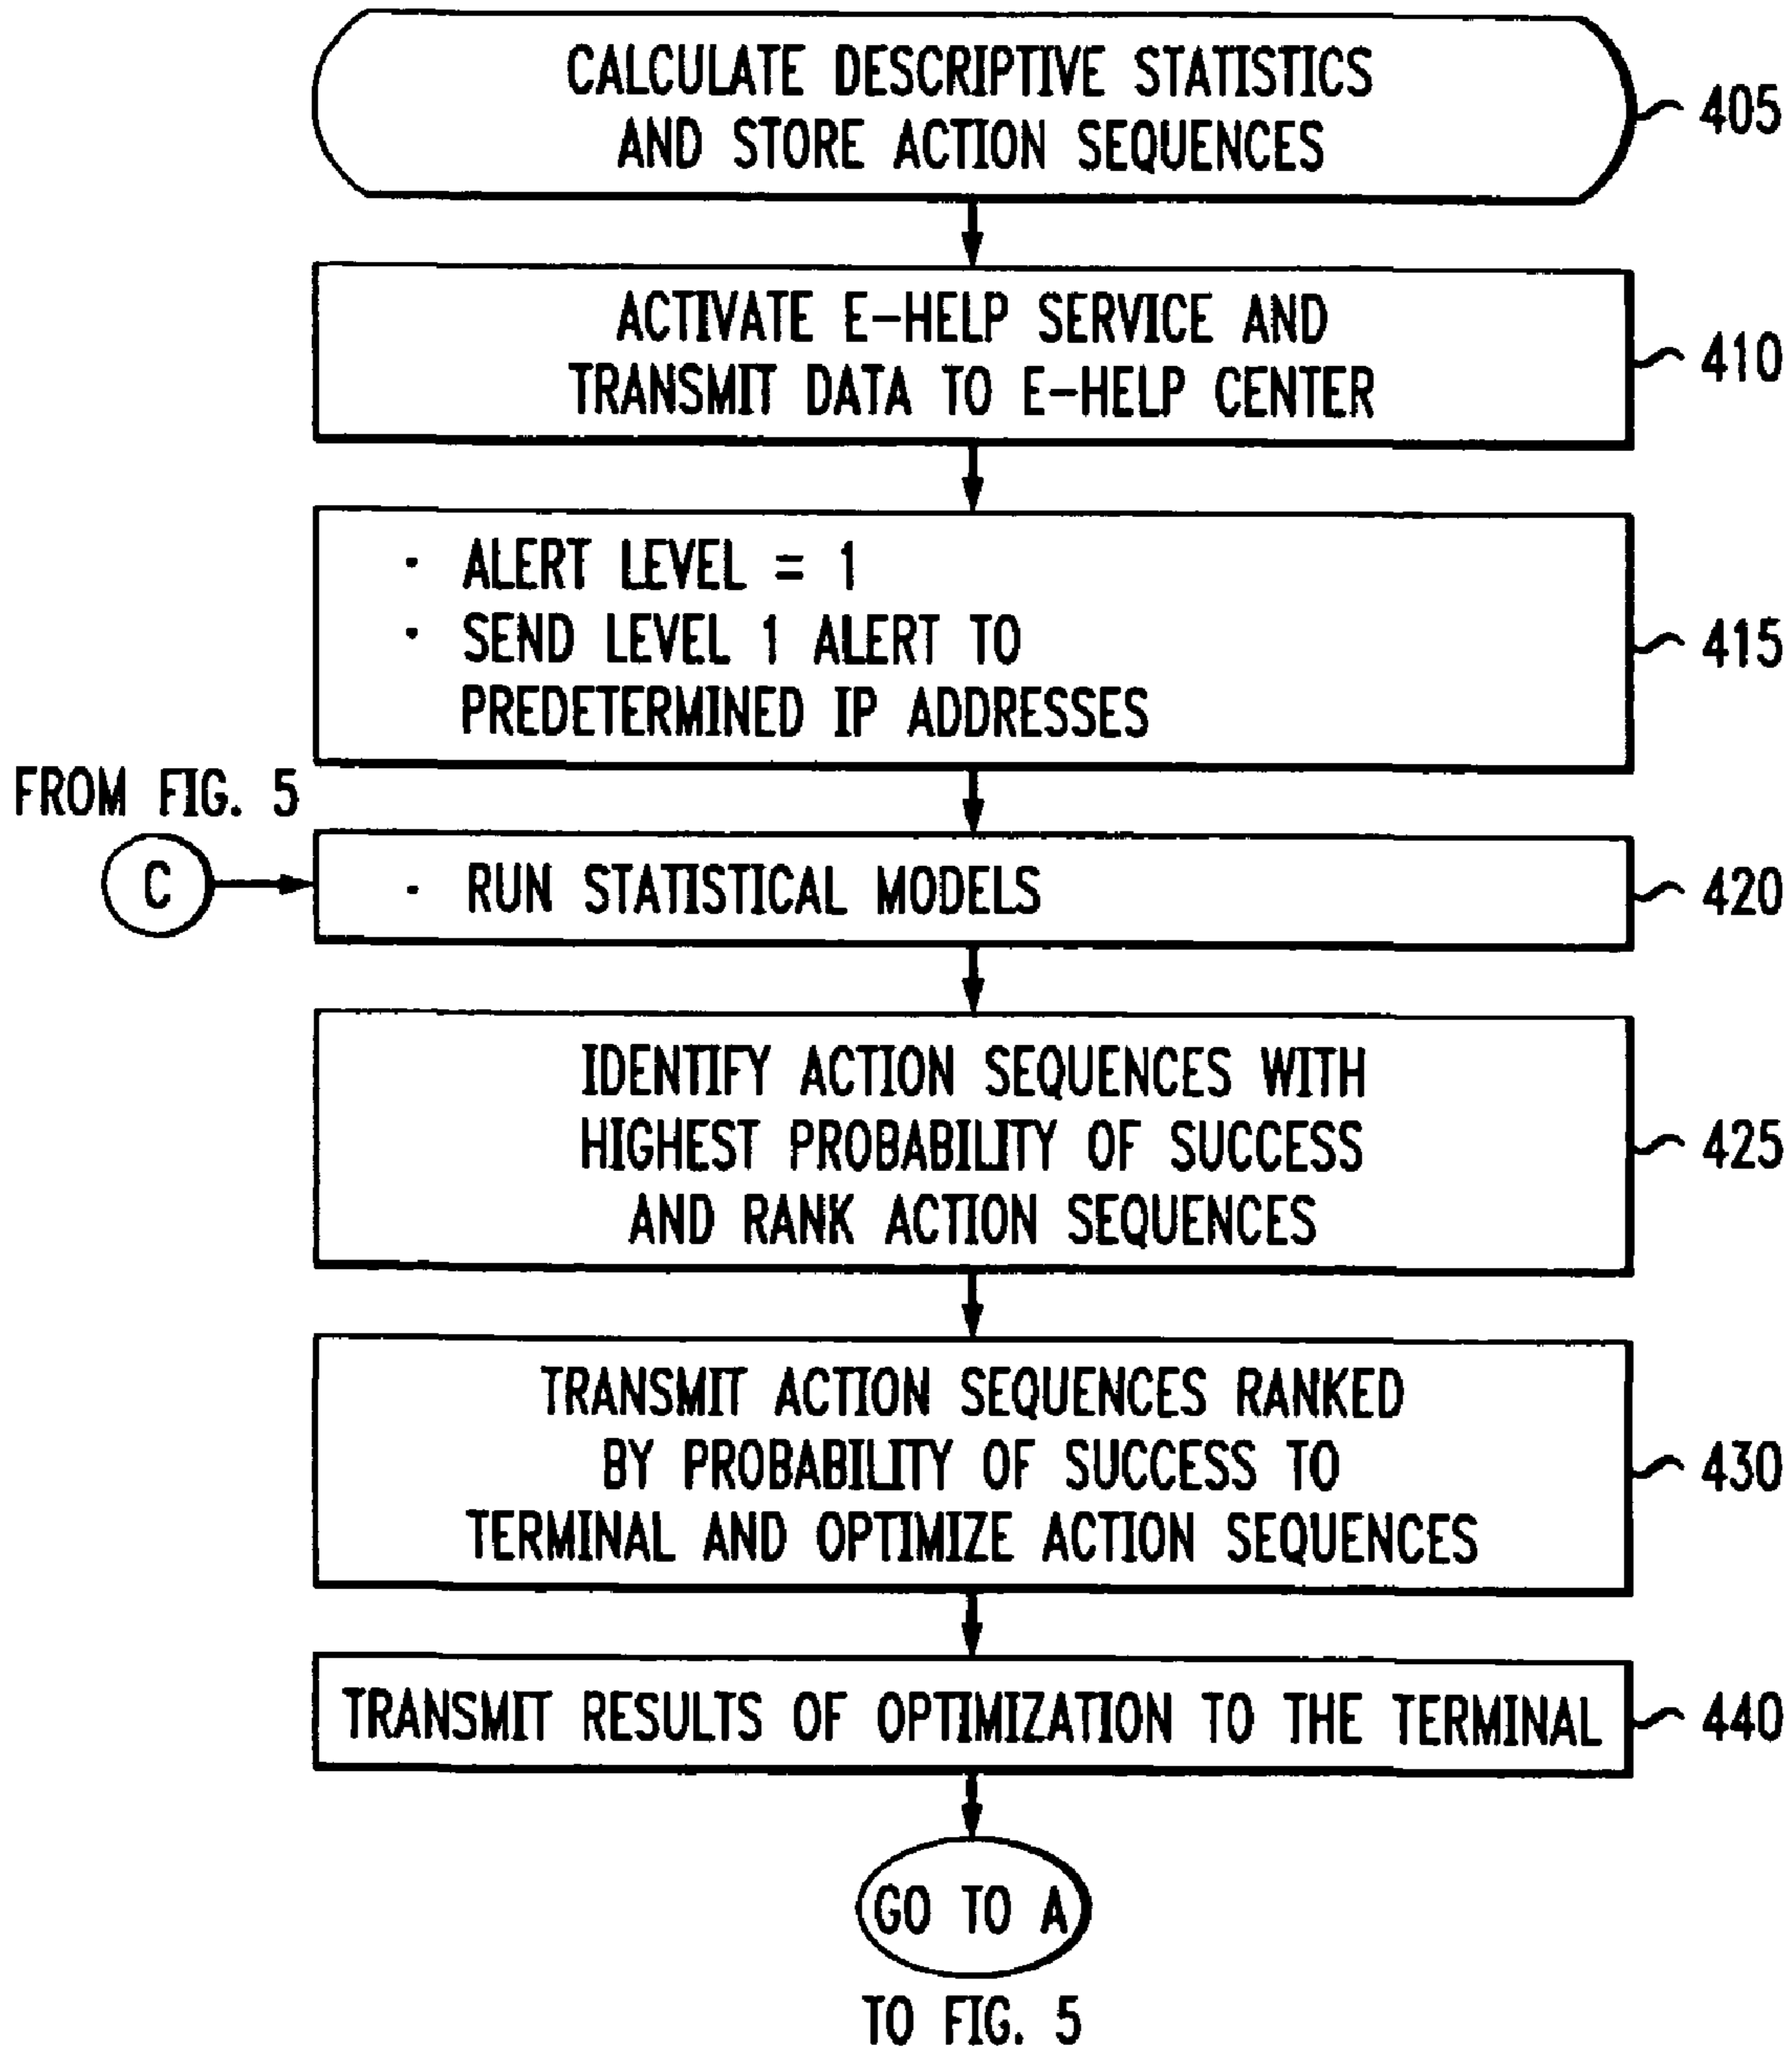 CALCULATE DESCRIPTIVE STATISTICS
AND STORE ACTION SEQUENCES
405
ACTIVATE E-HELP SERVICE AND
TRANSMIT DATA TO E-HELP CENTER
410
· ALERT LEVEL = 1
· SEND LEVEL 1 ALERT TO
PREDETERMINED IP ADDRESSES
415
FROM FIG. 5
C
· RUN STATISTICAL MODELS
420
IDENTIFY ACTION SEQUENCES WITH
HIGHEST PROBABILITY OF SUCCESS
AND RANK ACTION SEQUENCES
425
TRANSMIT ACTION SEQUENCES RANKED
BY PROBABILITY OF SUCCESS TO
TERMINAL AND OPTIMIZE ACTION SEQUENCES
430
TRANSMIT RESULTS OF OPTIMIZATION TO THE TERMINAL
440
GO TO A
TO FIG. 5